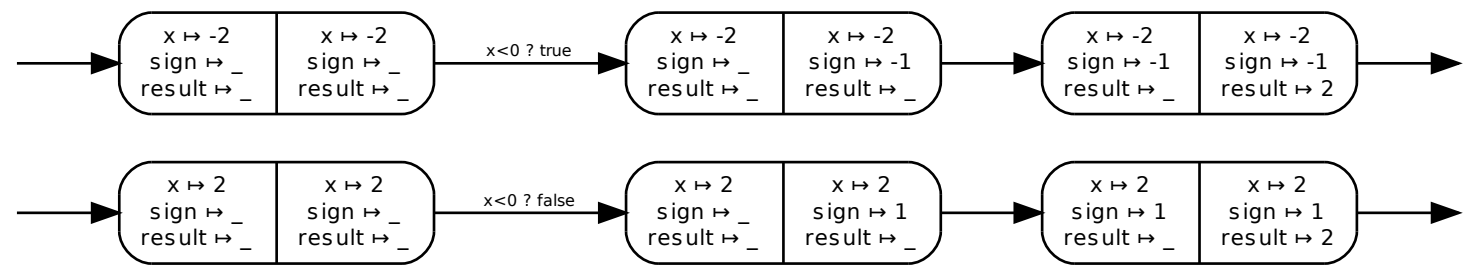 x ↦ -2
sign ↦ _
result ↦ _
x ↦ -2
sign ↦ _
result ↦ _
x<0 ? true
x ↦ -2
sign ↦ _
result ↦ _
x ↦ -2
sign ↦ -1
result ↦ _
x ↦ -2
sign ↦ -1
result ↦ _
x ↦ -2
sign ↦ -1
result ↦ 2
x ↦ 2
sign ↦ _
result ↦ _
x ↦ 2
sign ↦ _
result ↦ _
x<0 ? false
x ↦ 2
sign ↦ _
result ↦ _
x ↦ 2
sign ↦ 1
result ↦ _
x ↦ 2
sign ↦ 1
result ↦ _
x ↦ 2
sign ↦ 1
result ↦ 2